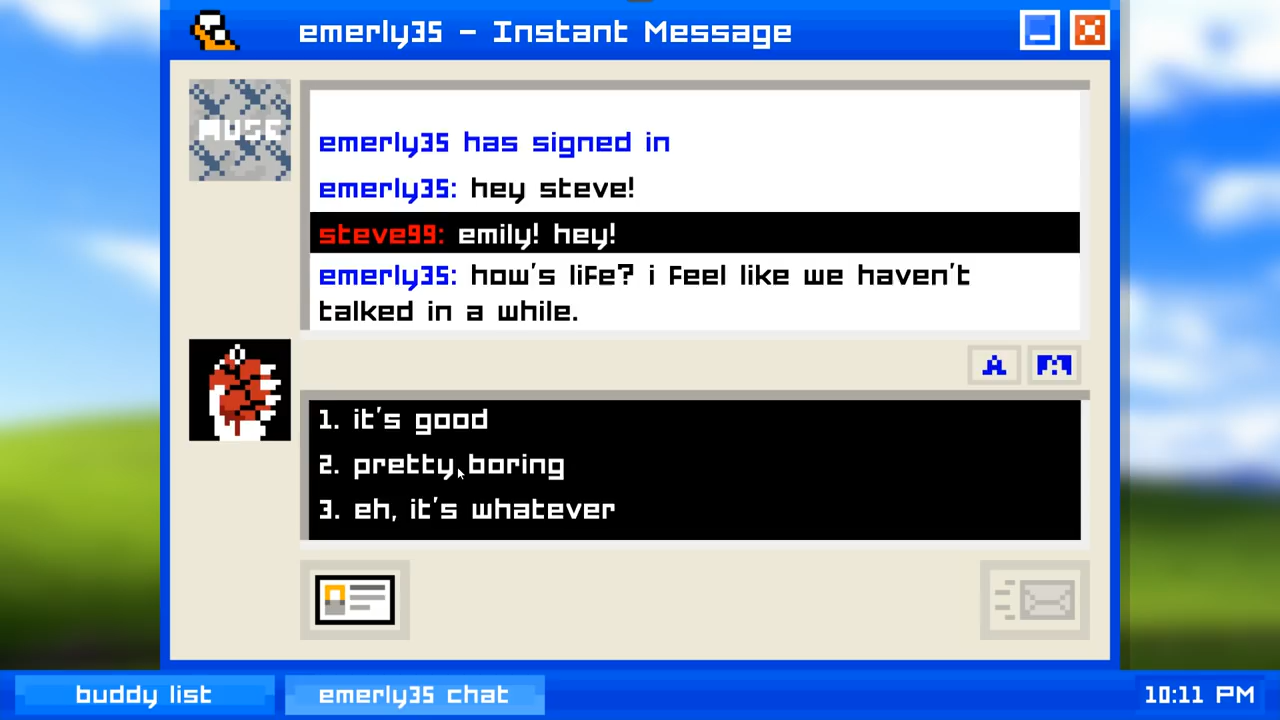 emerly35 - Instant Message
MUSE
emerly35 has signed in
emerly35: hey steve!
steve99: emily! hey!
emerly35: how's life? i feel like we haven't
talked in a while.
A
1. it's good
2. pretty boring
3. eh, it's whatever
buddy list
emerly35 chat
10:11 PM